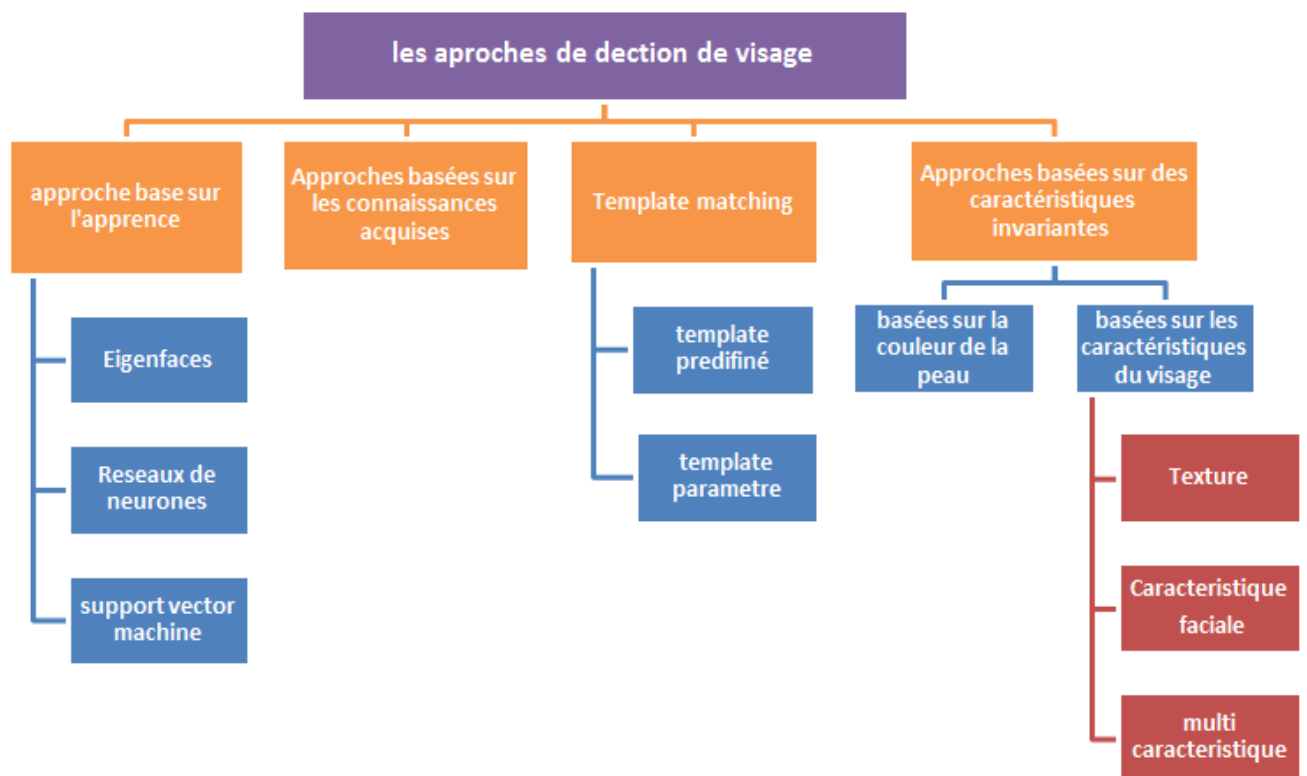 les aproches de dection de visage
approche base sur
l'apprence
Approches basées sur
les connaissances
acquises
Template matching
Approches basées sur des
caractéristiques
invariantes
Eigenfaces
Reseaux de
neurones
support vector
machine
template
predifiné
template
parametre
basées sur la
couleur de la
peau
basées sur les
caractéristiques
du visage
Texture
Caracteristique
faciale
multi
caracteristique